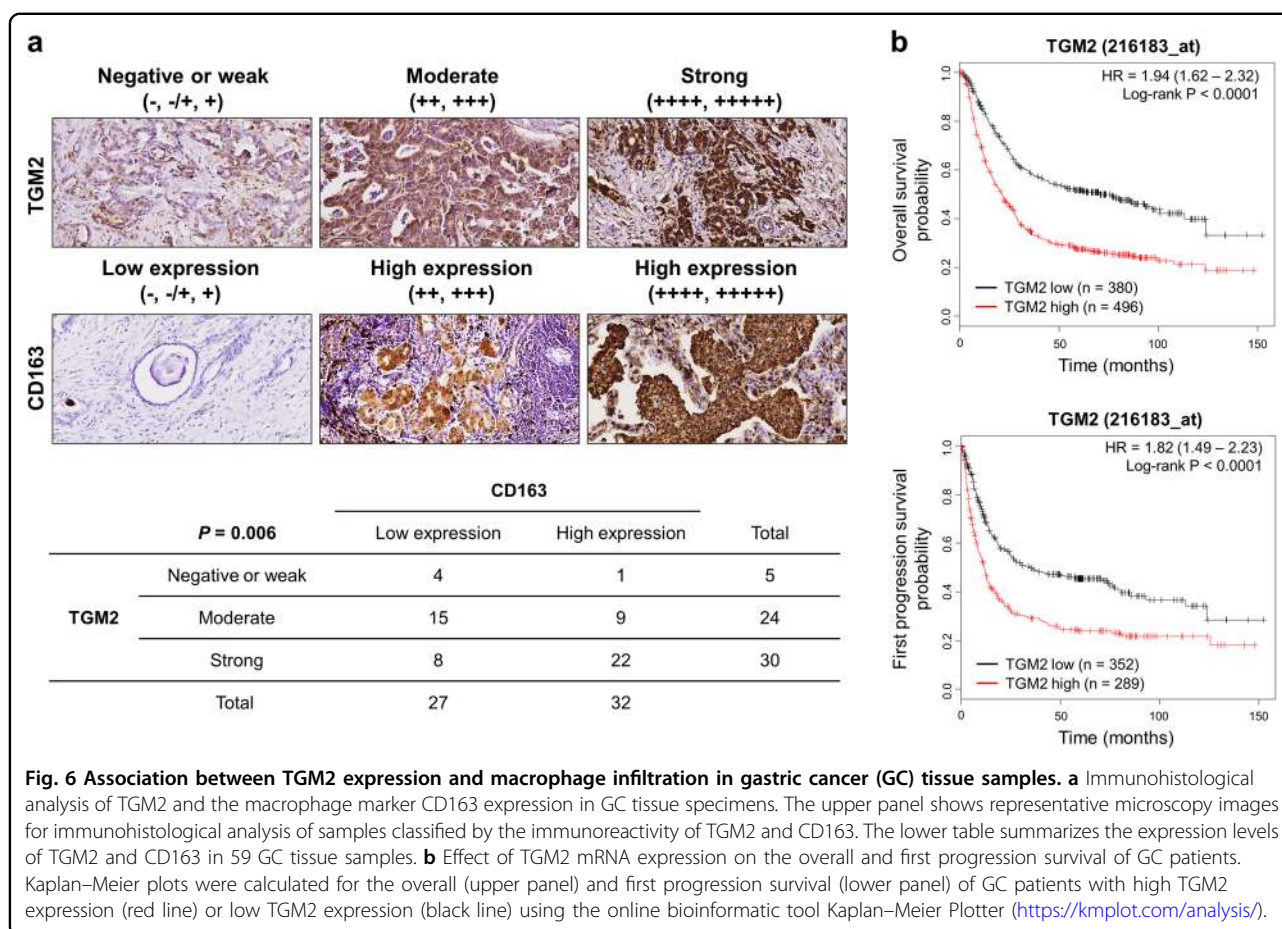 a
Negative or weak
(-, -/+, +)
Moderate
(++, +++)
Strong
(++++, +++++)
TGM2
Low expression
(-, -/+, +)
High expression
(++, +++)
High expression
(++++, +++++)
CD163
CD163
P = 0.006 Low expression High expression Total
Negative or weak 4 1 5
TGM2 Moderate 15 9 24
Strong 8 22 30
Total 27 32
b
TGM2 (216183_at)
HR = 1.94 (1.62 – 2.32)
Log-rank P < 0.0001
Overall survival
probability
1.0
0.8
0.6
0.4
0.2
0.0
TGM2 low (n = 380)
TGM2 high (n = 496)
0 50 100 150
Time (months)
TGM2 (216183_at)
HR = 1.82 (1.49 – 2.23)
Log-rank P < 0.0001
First progression survival
probability
1.0
0.8
0.6
0.4
0.2
0.0
TGM2 low (n = 352)
TGM2 high (n = 289)
0 50 100 150
Time (months)
Fig. 6 Association between TGM2 expression and macrophage infiltration in gastric cancer (GC) tissue samples. a Immunohistological
analysis of TGM2 and the macrophage marker CD163 expression in GC tissue specimens. The upper panel shows representative microscopy images
for immunohistological analysis of samples classified by the immunoreactivity of TGM2 and CD163. The lower table summarizes the expression levels
of TGM2 and CD163 in 59 GC tissue samples. b Effect of TGM2 mRNA expression on the overall and first progression survival of GC patients.
Kaplan–Meier plots were calculated for the overall (upper panel) and first progression survival (lower panel) of GC patients with high TGM2
expression (red line) or low TGM2 expression (black line) using the online bioinformatic tool Kaplan–Meier Plotter (https://kmplot.com/analysis/).